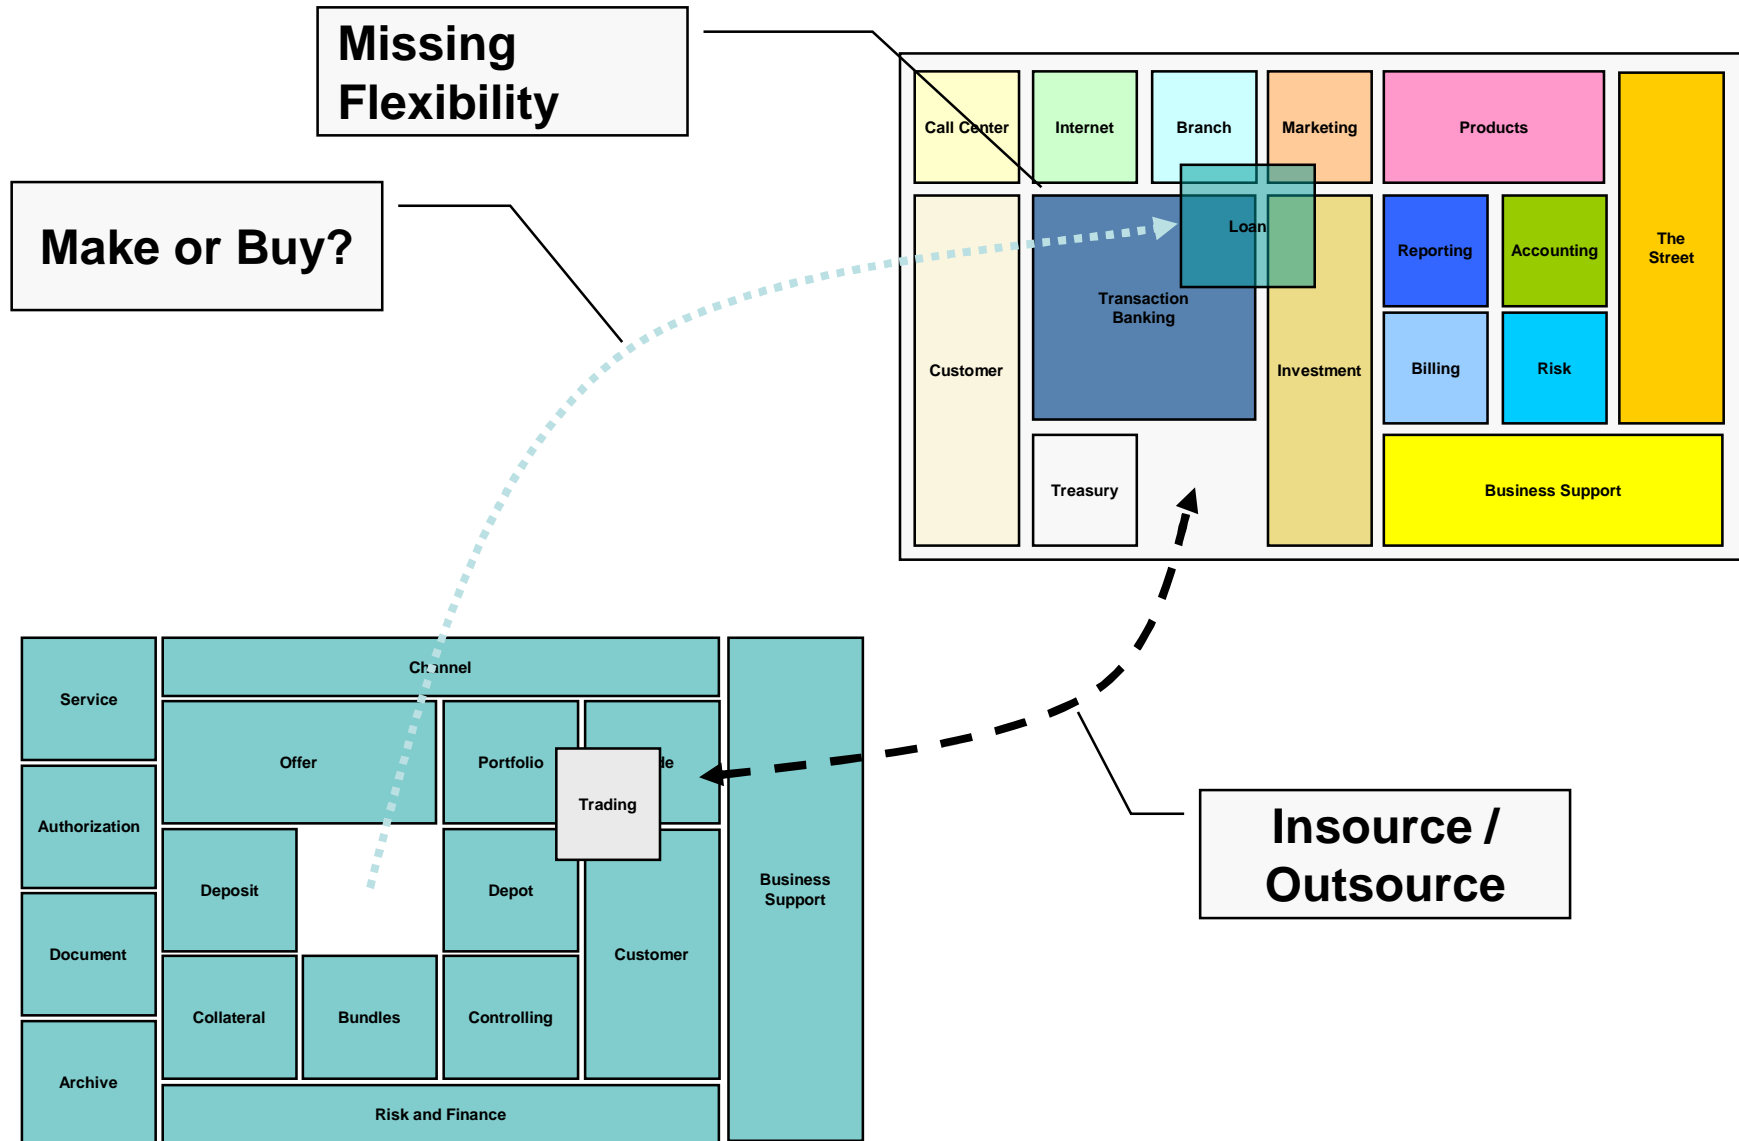 Missing
Flexibility
Make or Buy?
Call Center
Internet
Branch
Marketing
Products
The
Street
Loan
Reporting
Accounting
Transaction
Banking
Customer
Investment
Billing
Risk
Treasury
Business Support
Service
Channel
Offer
Portfolio
de
Trading
Authorization
Deposit
Depot
Business
Support
Document
Customer
Collateral
Bundles
Controlling
Archive
Risk and Finance
Insource /
Outsource